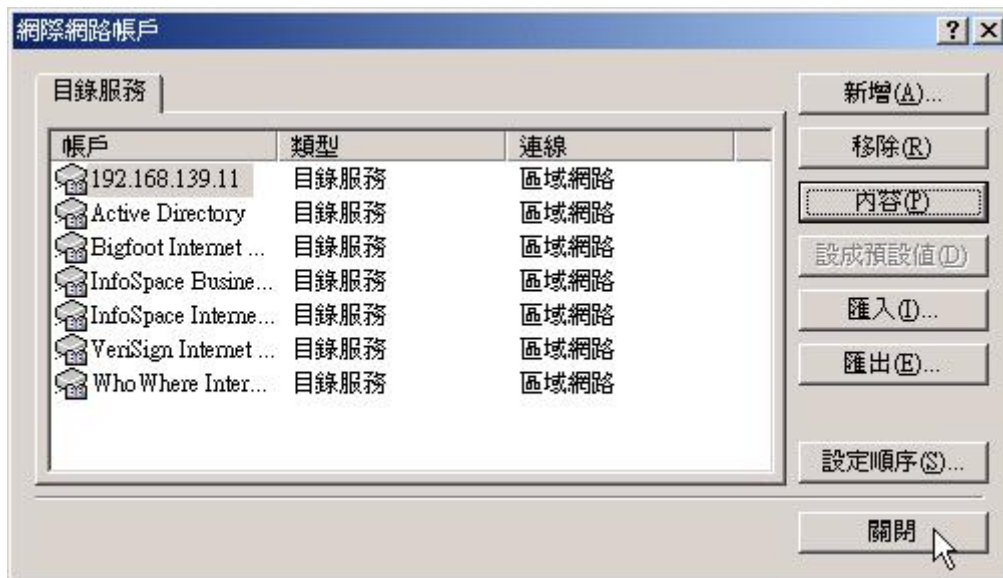 網際網路帳戶
目錄服務
帳戶 類型 連線
192.168.139.11 目錄服務 區域網路
Active Directory 目錄服務 區域網路
Bigfoot Internet ... 目錄服務 區域網路
InfoSpace Busine... 目錄服務 區域網路
InfoSpace Interne... 目錄服務 區域網路
VeriSign Internet ... 目錄服務 區域網路
WhoWhere Inter... 目錄服務 區域網路
新增(A)...
移除(R)
內容(P)
設成預設值(D)
匯入(I)...
匯出(E)...
設定順序(S)...
關閉